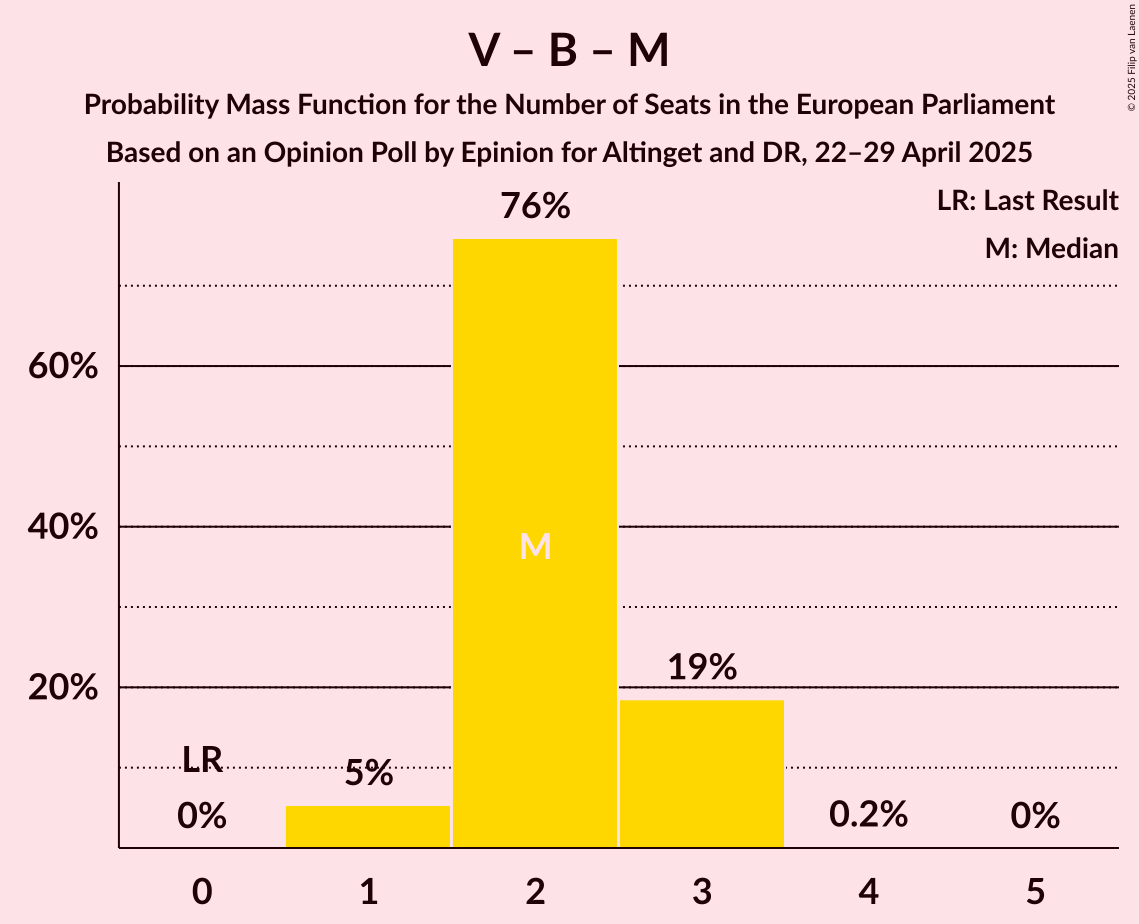 V – B – M
Probability Mass Function for the Number of Seats in the European Parliament
Based on an Opinion Poll by Epinion for Altinget and DR, 22–29 April 2025
© 2025 Filip van Laenen
LR: Last Result
M: Median
76%
60%
40%
M
19%
20%
LR
5%
0%
0.2%
0%
0 1 2 3 4 5